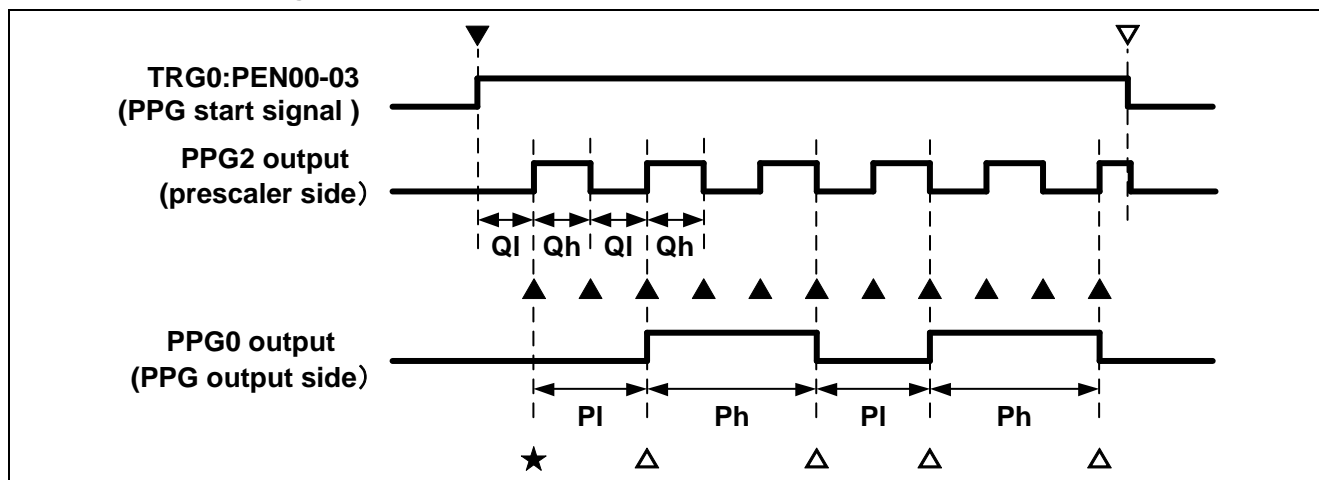 TRG0:PEN00-03
(PPG start signal )
PPG2 output
(prescaler side）
Ql Qh Ql Qh
PPG0 output
(PPG output side）
Pl Ph Pl Ph